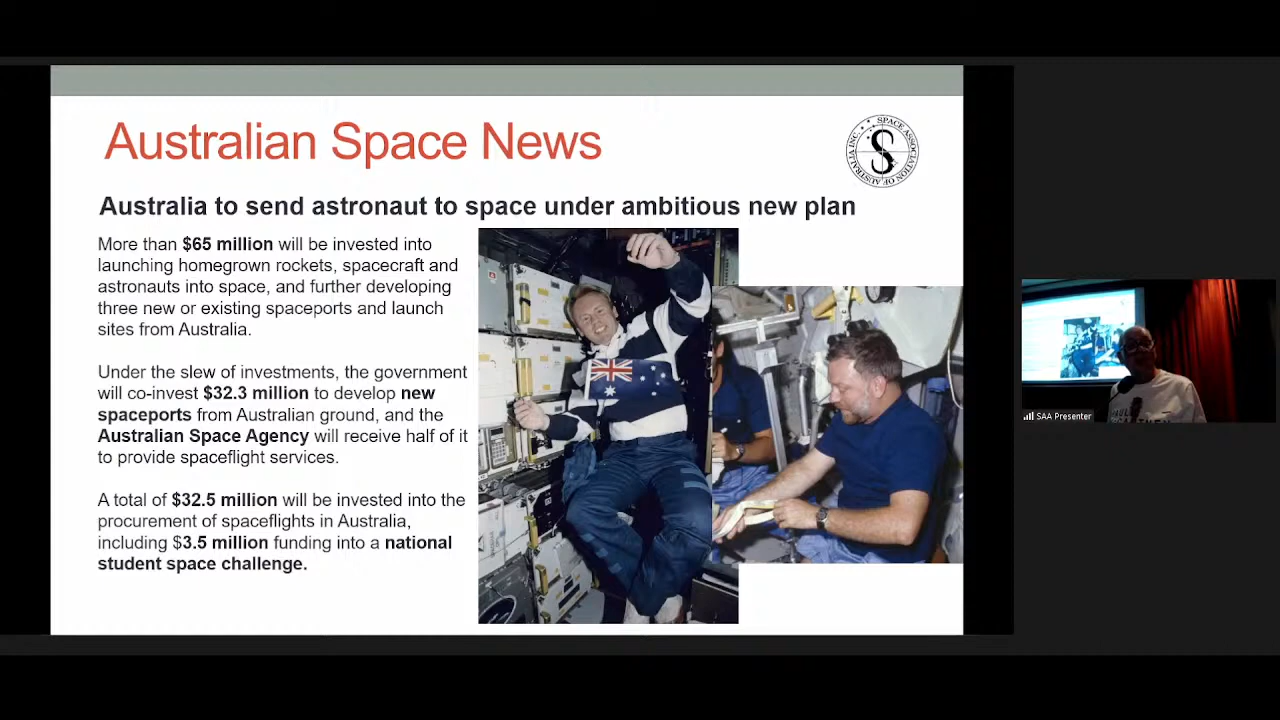 Australian Space News
SPACE ASSOCIATION OF AUSTRALIA INC.
S
Australia to send astronaut to space under ambitious new plan
More than $65 million will be invested into
launching homegrown rockets, spacecraft and
astronauts into space, and further developing
three new or existing spaceports and launch
sites from Australia.
Under the slew of investments, the government
will co-invest $32.3 million to develop new
spaceports from Australian ground, and the
Australian Space Agency will receive half of it
to provide spaceflight services.
A total of $32.5 million will be invested into the
procurement of spaceflights in Australia,
including $3.5 million funding into a national
student space challenge.
SAA Presenter